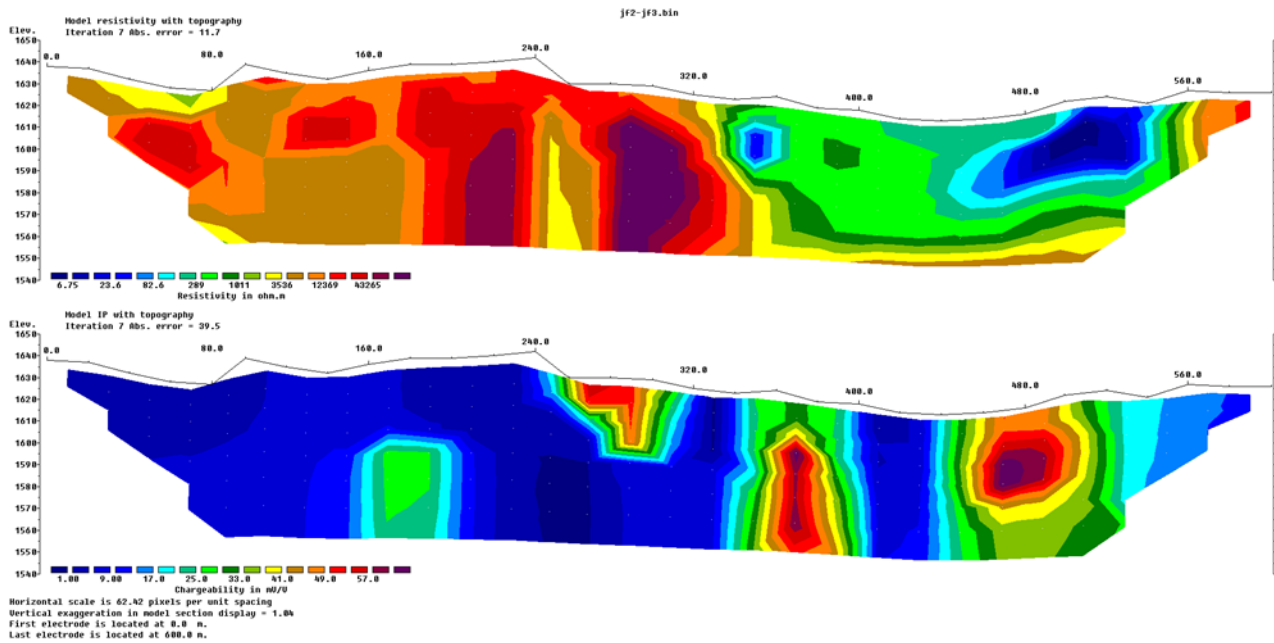 jf2-jf3.bin
Model resistivity with topography
Iteration 7 Abs. error = 11.7
Elev.
1650
1640
1630
1620
1610
1600
1590
1580
1570
1560
1550
1540
0.0 80.0 160.0 240.0 320.0 400.0 480.0 560.0
6.75 23.6 82.6 289 1011 3536 12369 43265
Resistivity in ohm.m
Model IP with topography
Iteration 7 Abs. error = 39.5
Elev.
1650
1640
1630
1620
1610
1600
1590
1580
1570
1560
1550
1540
0.0 80.0 160.0 240.0 320.0 400.0 480.0 560.0
1.00 9.00 17.0 25.0 33.0 41.0 49.0 57.0
Chargeability in mV/V
Horizontal scale is 62.42 pixels per unit spacing
Vertical exaggeration in model section display = 1.04
First electrode is located at 0.0 m.
Last electrode is located at 600.0 m.